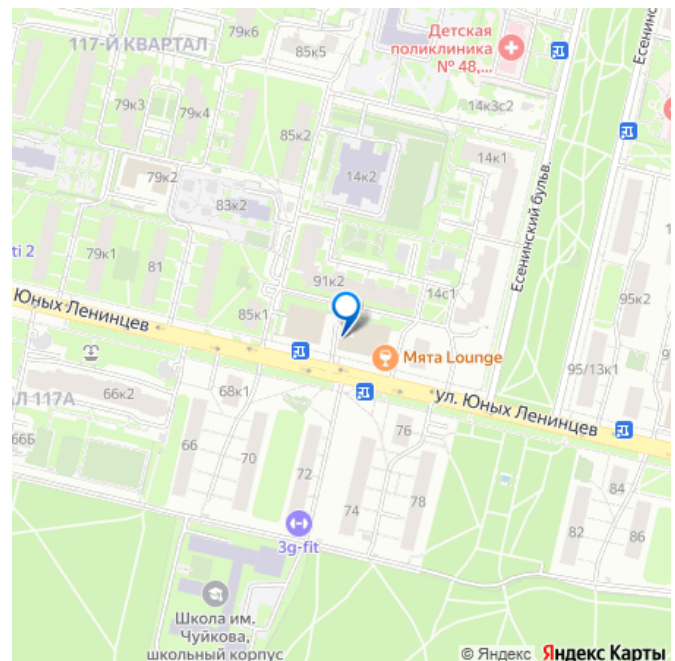 79к6
Детская
поликлиника
№ 48,...
117-Й КВАРТАЛ
85к5
79к3
79к4
14к3с2
85к2
14к1
79к2
14к2
83к2
Есенинский бульв.
ti 2
79к1
81
91к2
14с1
95к2
Юных Ленинцев
85к1
Мята Lounge
95/13к1
АЛ 117А
66к2
68к1
ул. Юных Ленинцев
66Б
66
70
72
76
74
78
84
82
86
3g-fit
Школа им.
Чуйкова,
школьный корпус
© Яндекс Яндекс Карты